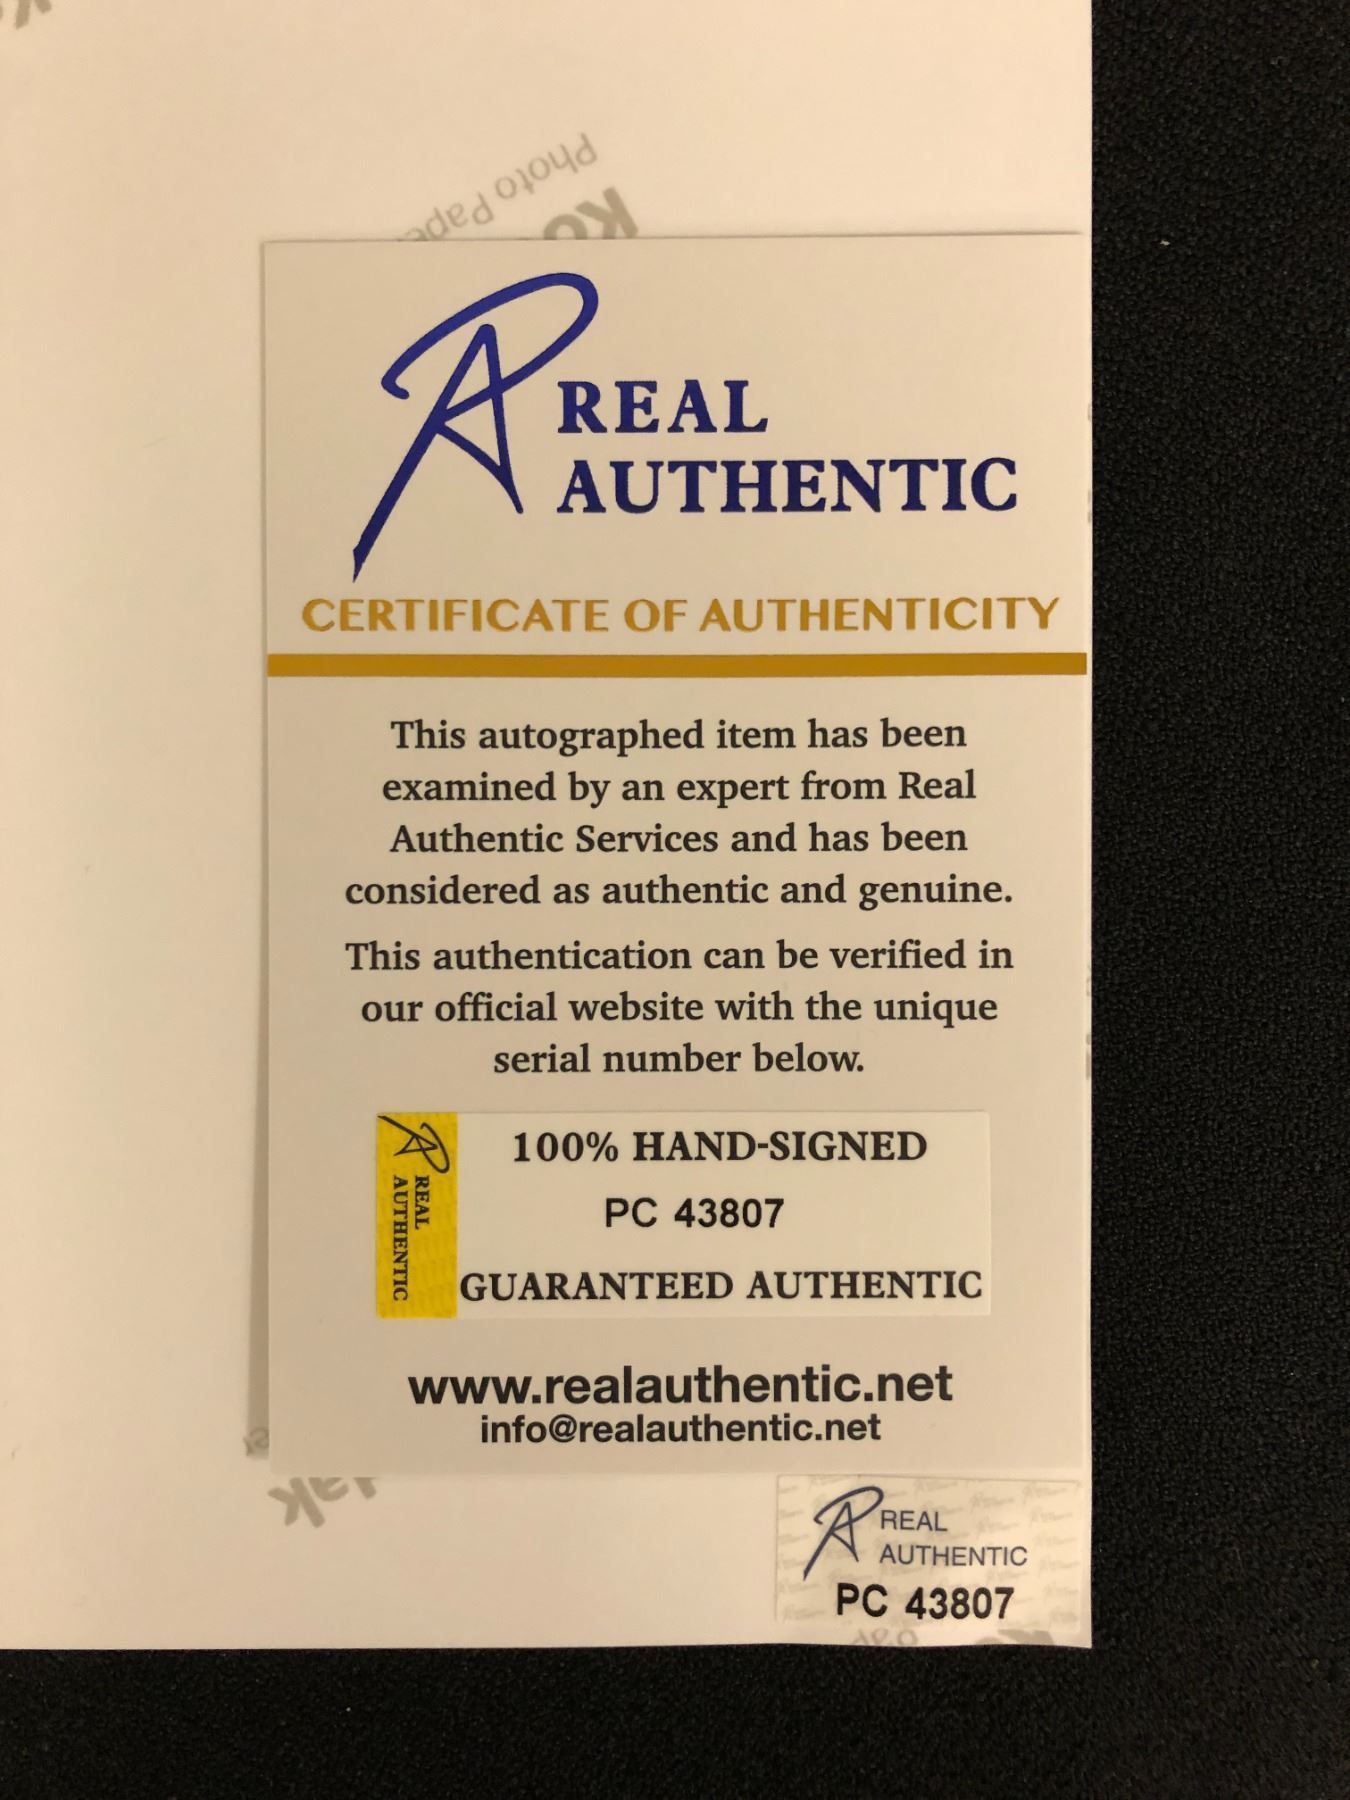 Photo Pape
Ko
REAL
AUTHENTIC
CERTIFICATE OF AUTHENTICITY
This autographed item has been
examined by an expert from Real
Authentic Services and has been
considered as authentic and genuine.
This authentication can be verified in
our official website with the unique
serial number below.
REAL
AUTHENTIC
100% HAND-SIGNED
PC 43807
GUARANTEED AUTHENTIC
www.realauthentic.net
info@realauthentic.net
REAL
AUTHENTIC
PC 43807